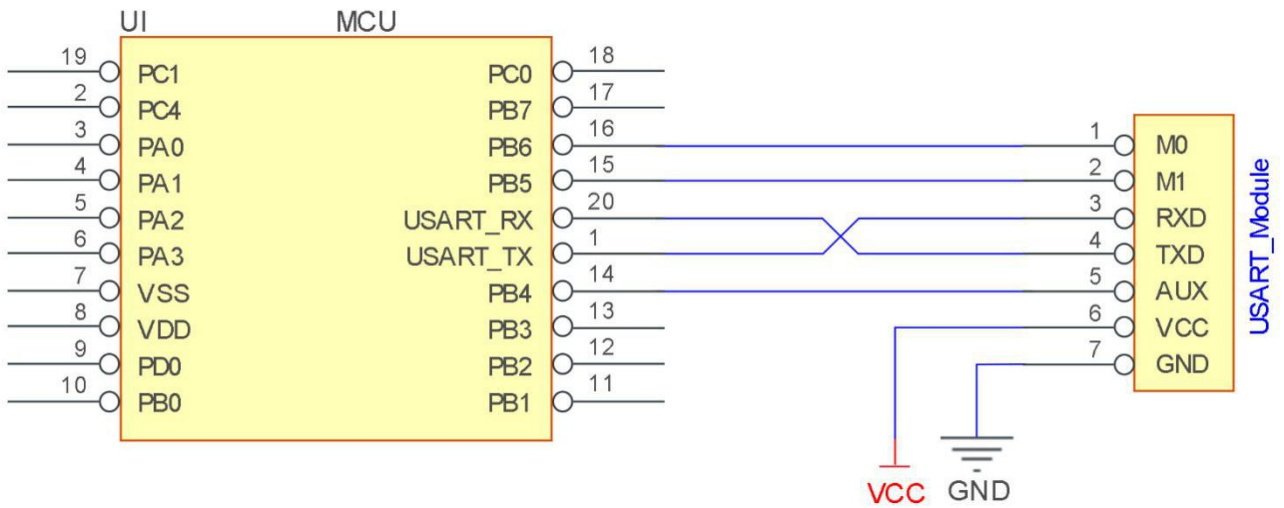 UI MCU
19 PC1
2 PC4
3 PA0
4 PA1
5 PA2
6 PA3
7 VSS
8 VDD
9 PD0
10 PB0
PC0 18
PB7 17
PB6 16
PB5 15
USART_RX 20
USART_TX 1
PB4 14
PB3 13
PB2 12
PB1 11
1 M0
2 M1
3 RXD
4 TXD
5 AUX
6 VCC
7 GND
USART_Module
VCC GND